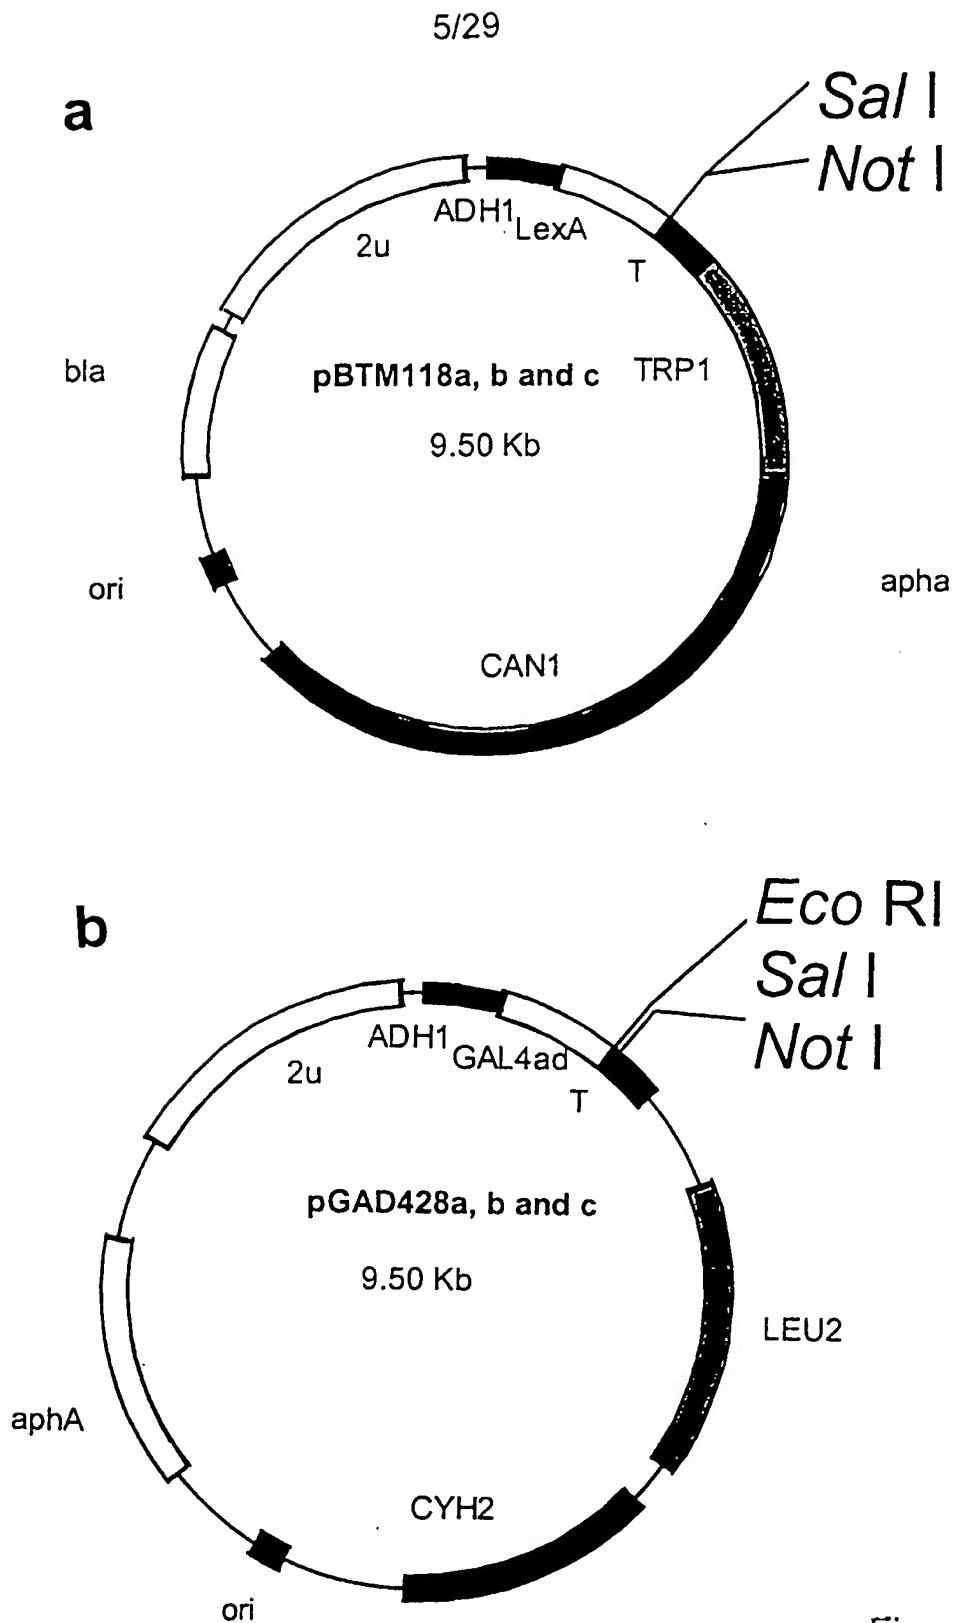 5/29
a
Sal I
Not I
ADH1
LexA
2u
T
bla
pBTM118a, b and c
TRP1
9.50 Kb
ori
apha
CAN1
b
Eco RI
Sal I
Not I
ADH1
GAL4ad
2u
T
pGAD428a, b and c
9.50 Kb
LEU2
aphA
CYH2
ori